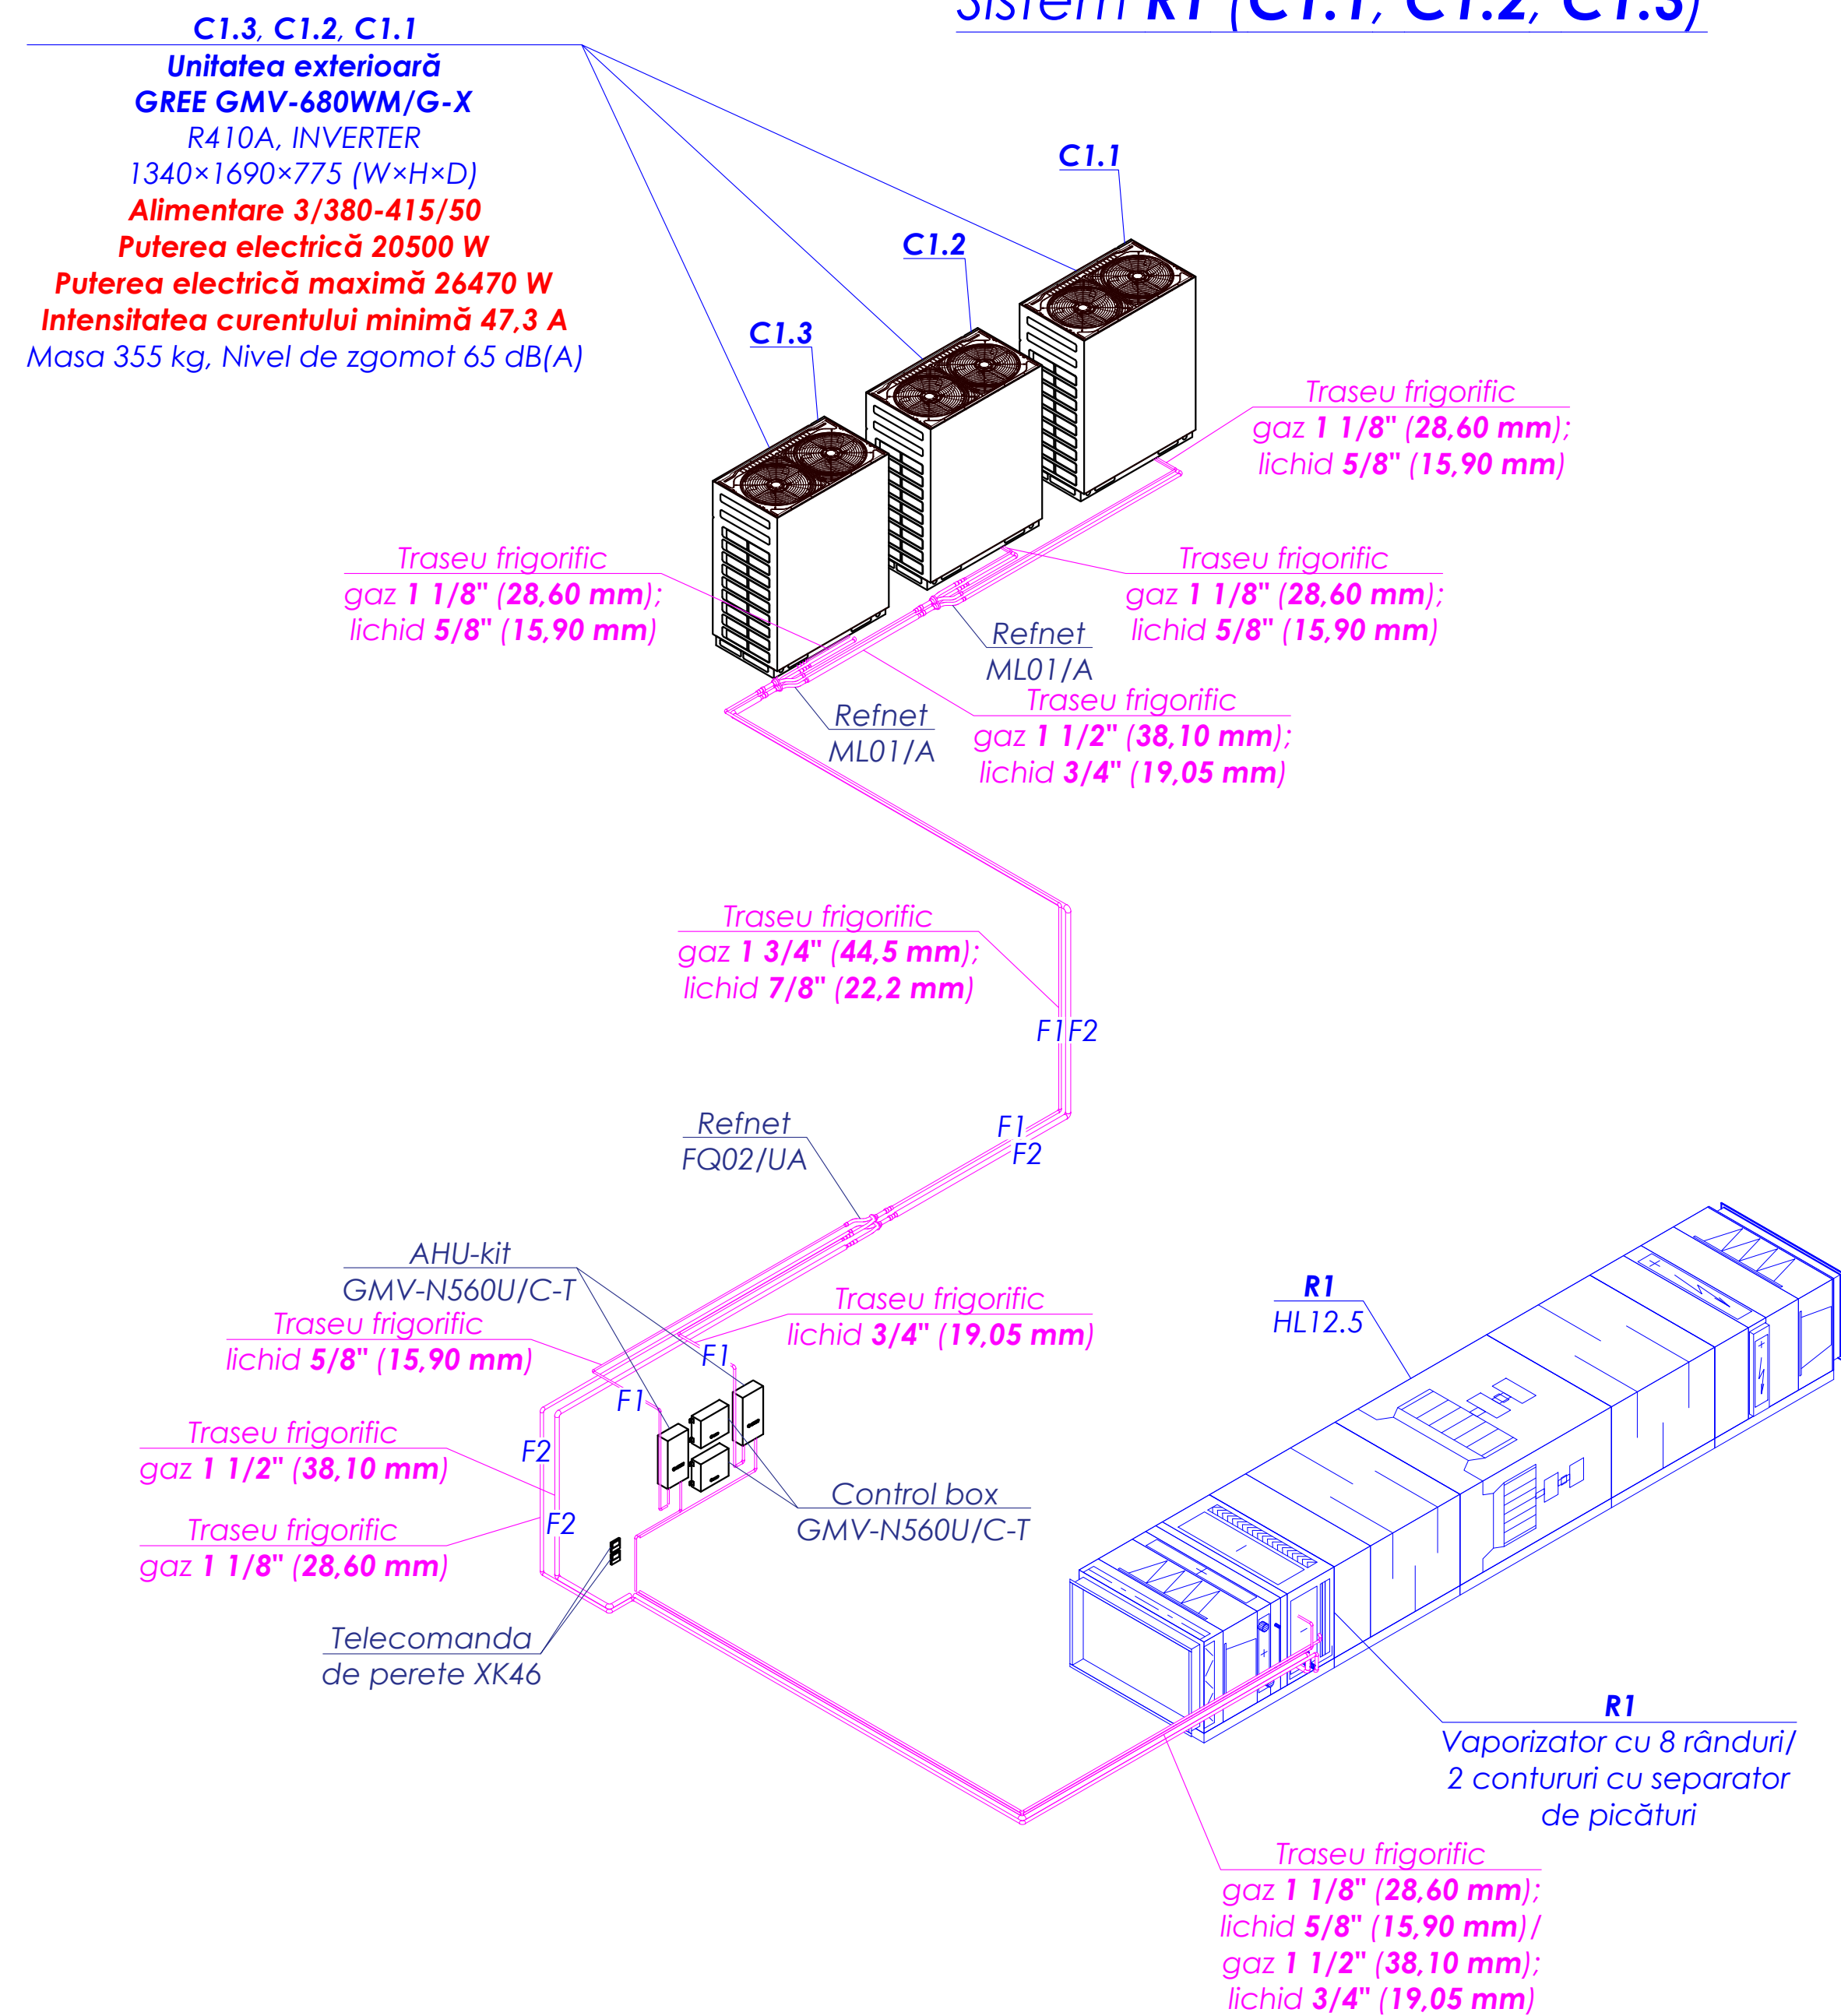 Sistem R1 (C1.1, C1.2, C1.3)
C1.3, C1.2, C1.1
Unitatea exterioară
GREE GMV-680WM/G-X
R410A, INVERTER
1340×1690×775 (W×H×D)
Alimentare 3/380-415/50
Puterea electrică 20500 W
Puterea electrică maximă 26470 W
Intensitatea curentului minimă 47,3 A
Masa 355 kg, Nivel de zgomot 65 dB(A)
C1.1
C1.2
C1.3
Traseu frigorific
gaz 1 1/8" (28,60 mm);
lichid 5/8" (15,90 mm)
Traseu frigorific
gaz 1 1/8" (28,60 mm);
lichid 5/8" (15,90 mm)
Traseu frigorific
gaz 1 1/8" (28,60 mm);
lichid 5/8" (15,90 mm)
Refnet
ML01/A
Refnet
ML01/A
Traseu frigorific
gaz 1 1/2" (38,10 mm);
lichid 3/4" (19,05 mm)
Traseu frigorific
gaz 1 3/4" (44,5 mm);
lichid 7/8" (22,2 mm)
F1 F2
F1
F2
Refnet
FQ02/UA
AHU-kit
GMV-N560U/C-T
Traseu frigorific
lichid 5/8" (15,90 mm)
Traseu frigorific
lichid 3/4" (19,05 mm)
R1
HL12.5
F1
F1
Traseu frigorific
gaz 1 1/2" (38,10 mm)
F2
Control box
GMV-N560U/C-T
Traseu frigorific
gaz 1 1/8" (28,60 mm)
F2
Telecomanda
de perete XK46
R1
Vaporizator cu 8 rânduri/
2 contururi cu separator
de picături
Traseu frigorific
gaz 1 1/8" (28,60 mm);
lichid 5/8" (15,90 mm)/
gaz 1 1/2" (38,10 mm);
lichid 3/4" (19,05 mm)